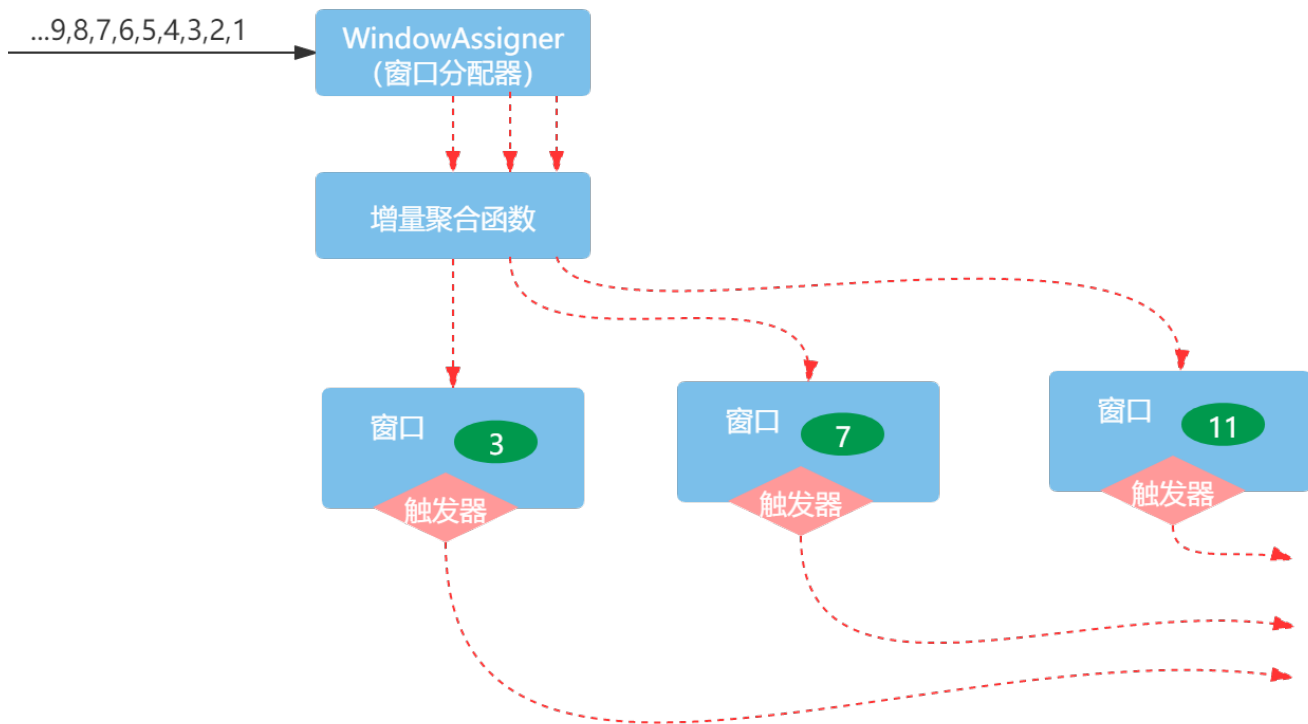 ...9,8,7,6,5,4,3,2,1
WindowAssigner
（窗口分配器）
增量聚合函数
窗口
3
触发器
窗口
7
触发器
窗口
11
触发器